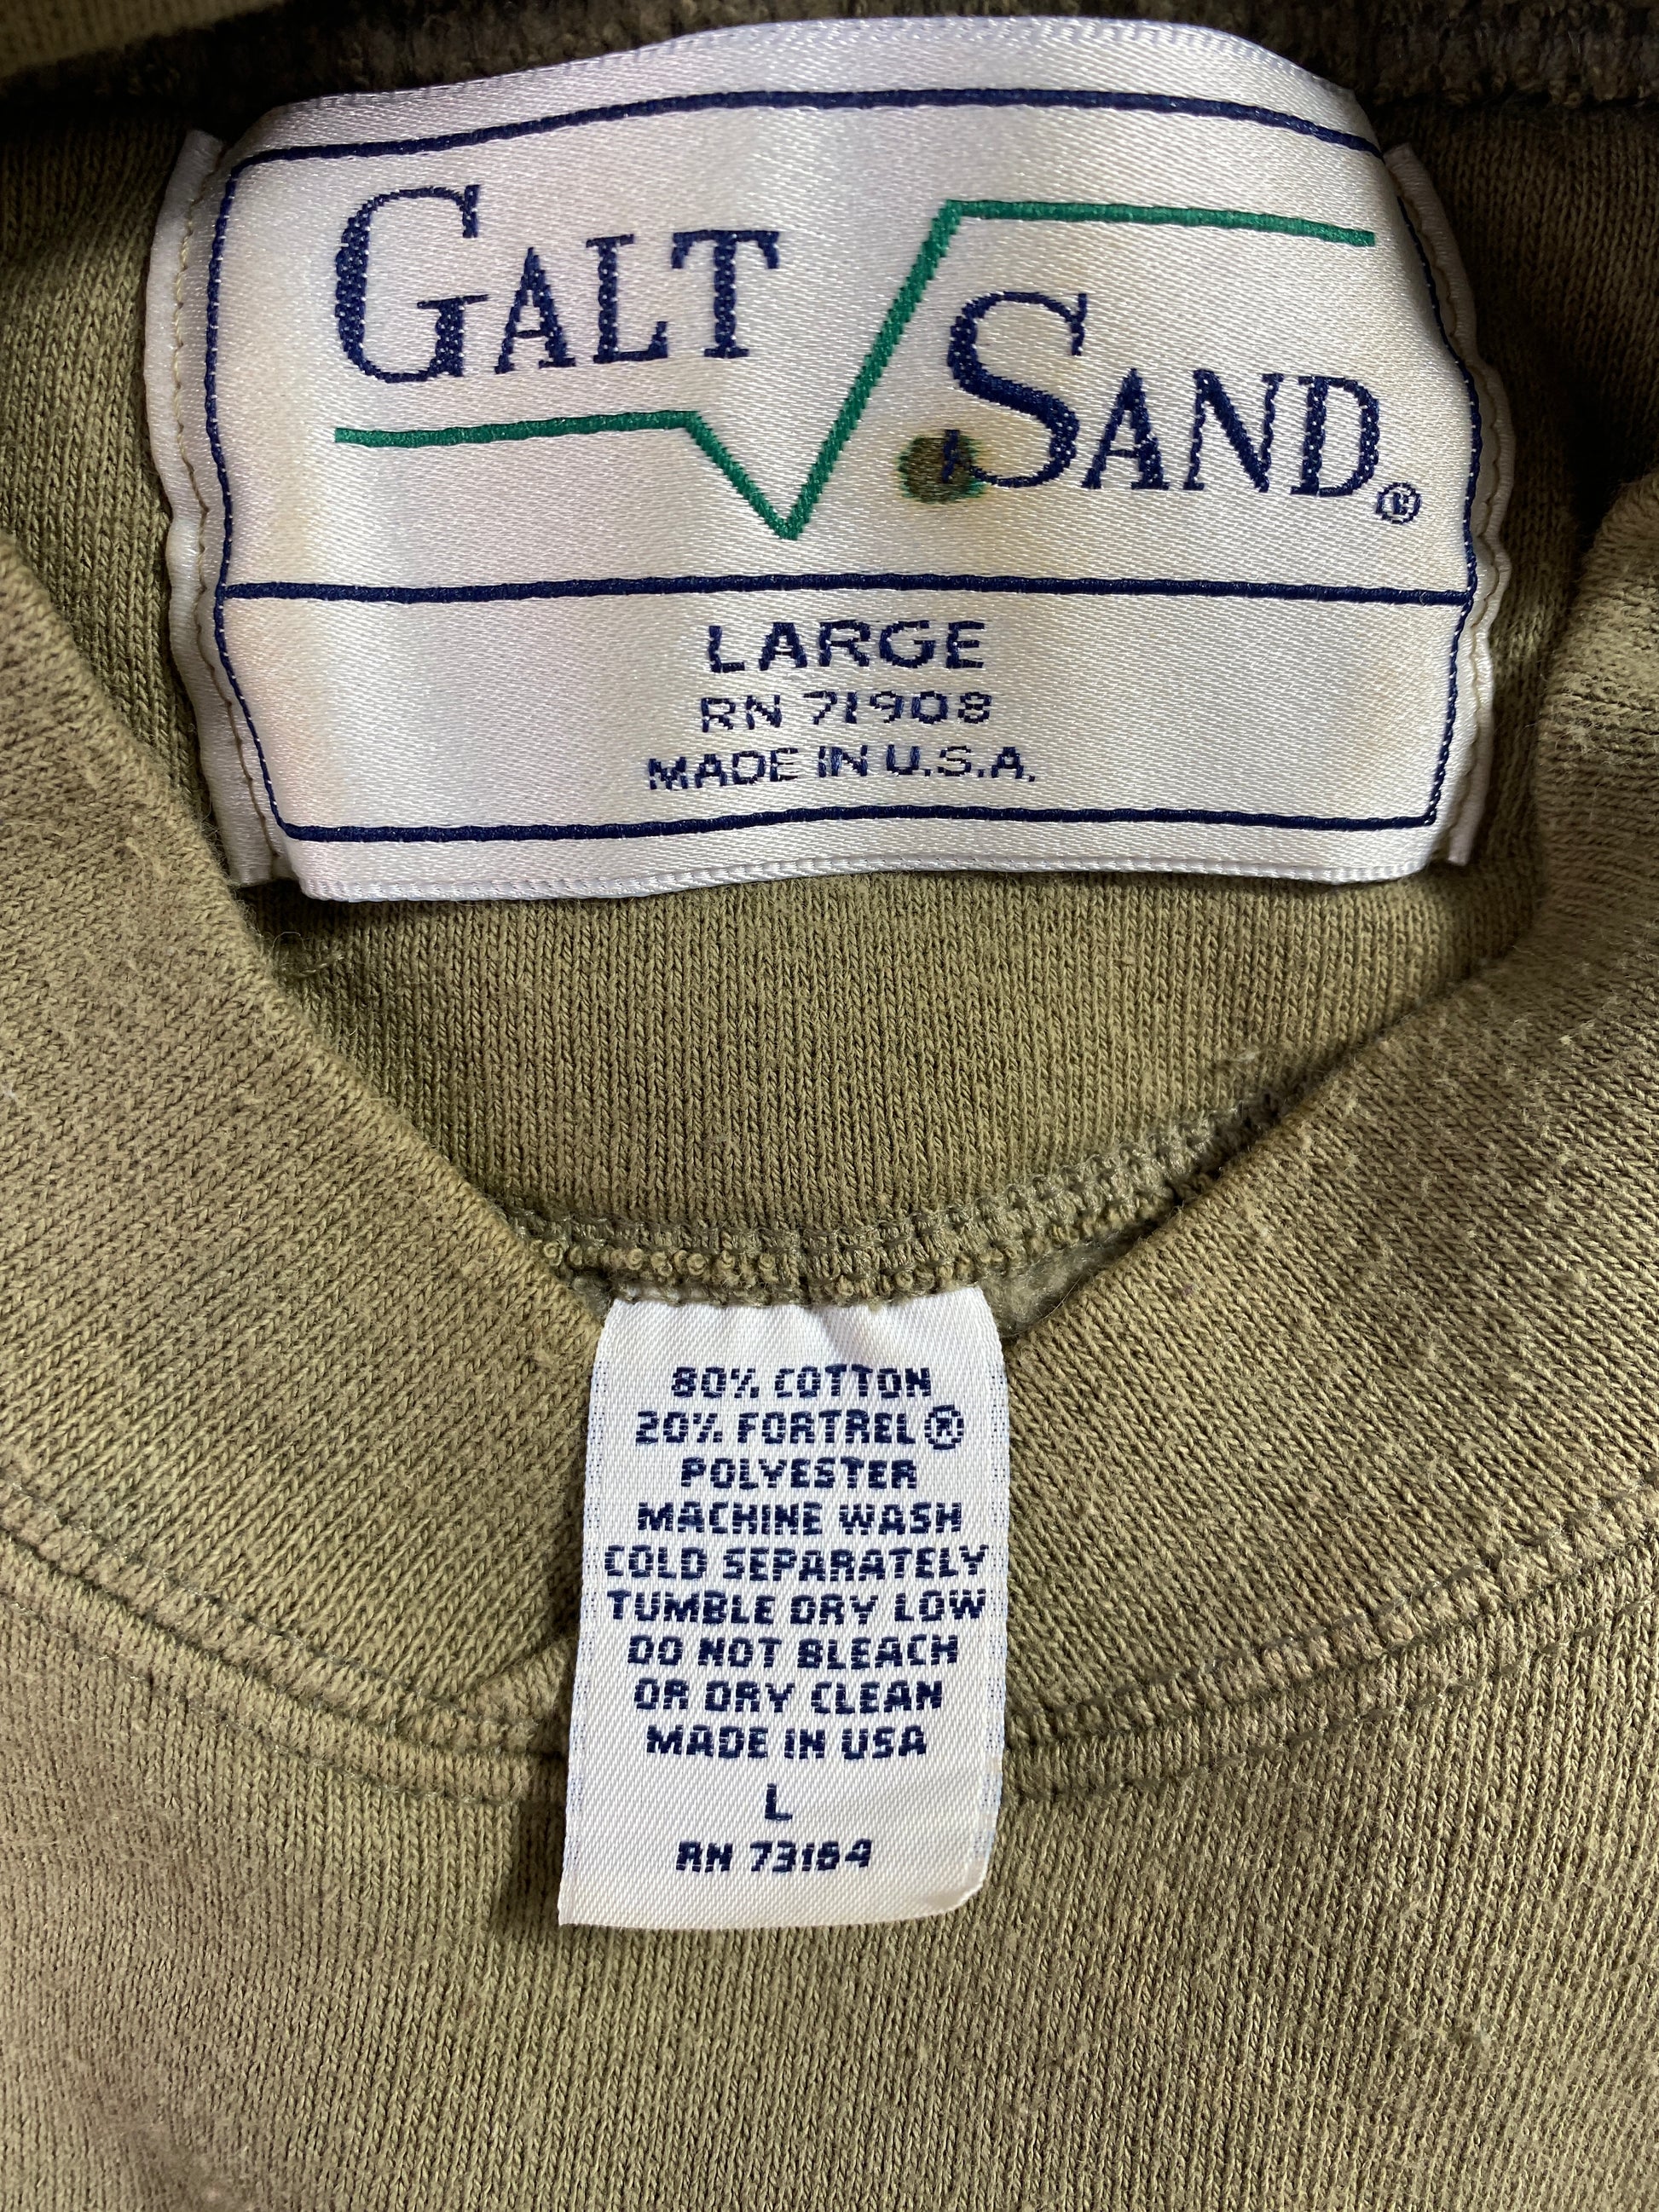 GALT SAND®
LARGE
RN 71908
MADE IN U.S.A.
80% COTTON
20% FORTREL®
POLYESTER
MACHINE WASH
COLD SEPARATELY
TUMBLE DRY LOW
DO NOT BLEACH
OR DRY CLEAN
MADE IN USA
L
RN 73164